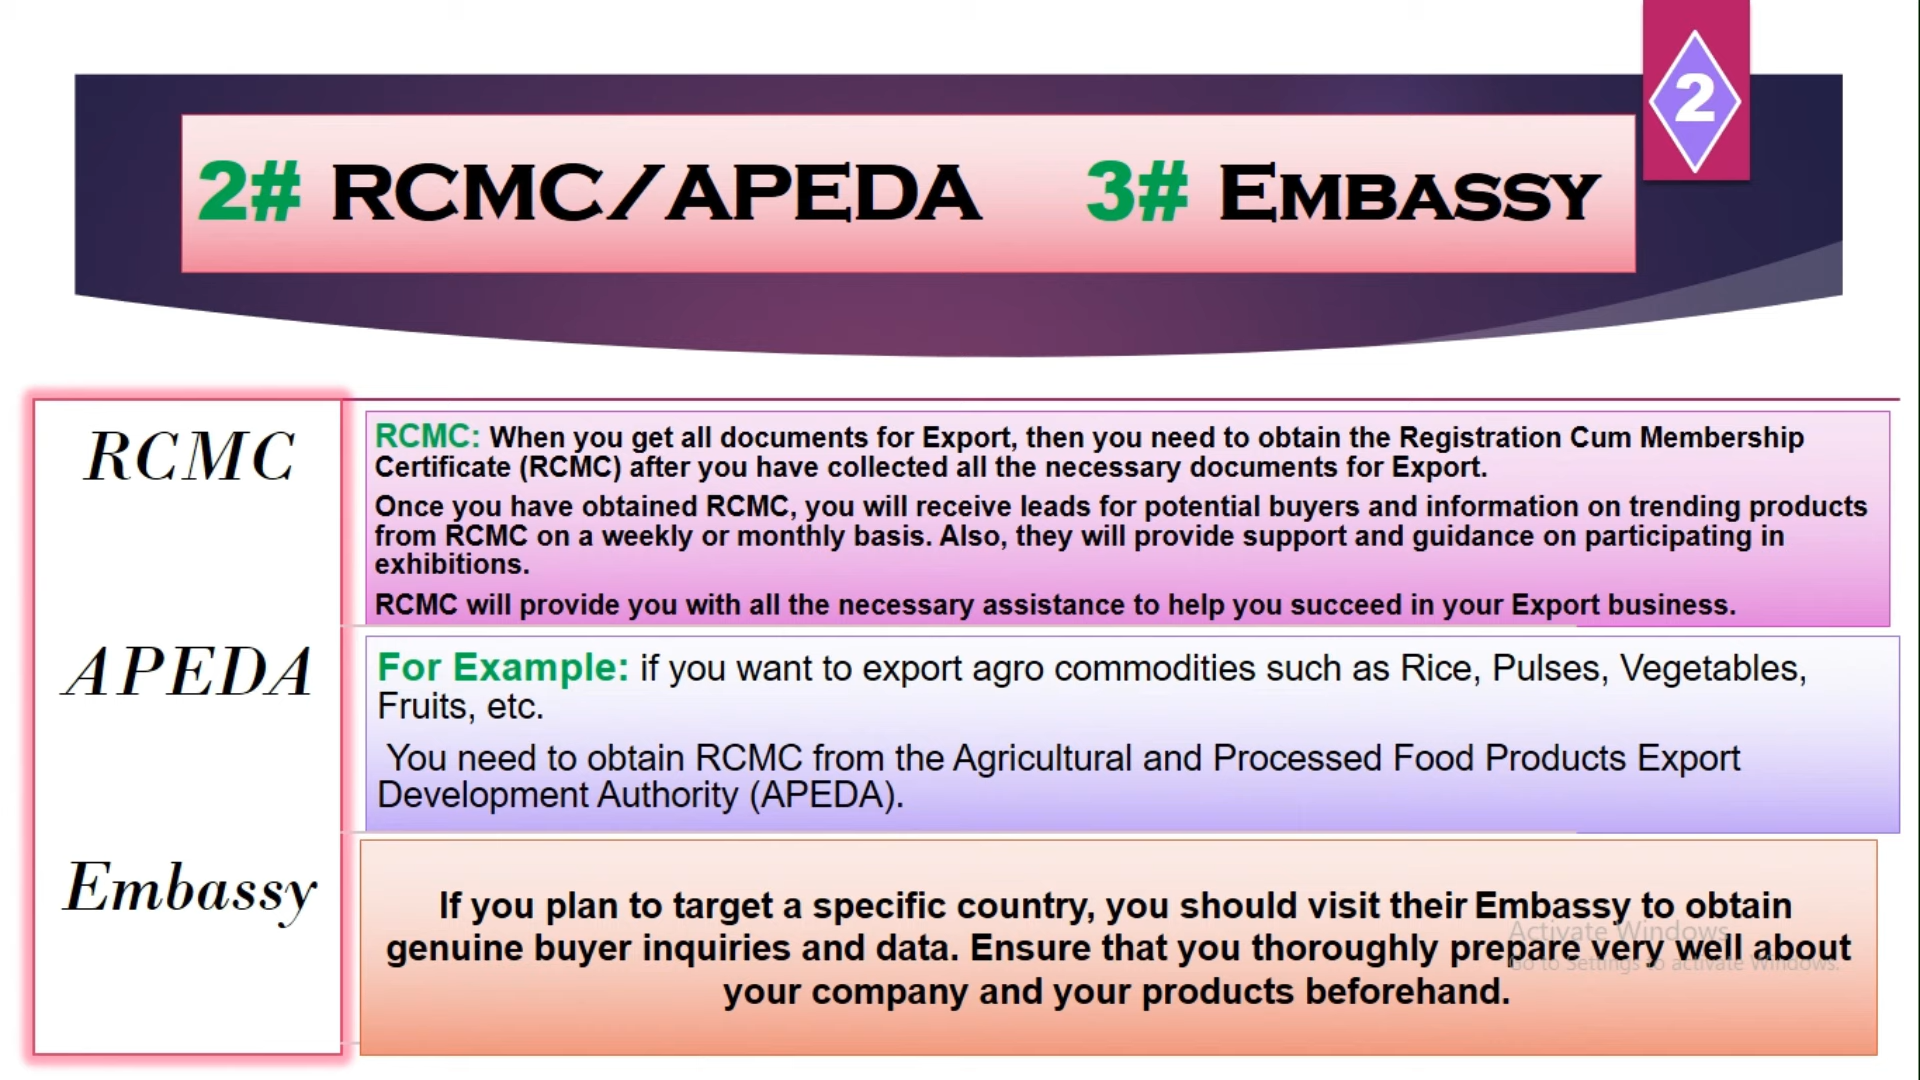 2
2# RCMC/APEDA 3# EMBASSY
RCMC
RCMC: When you get all documents for Export, then you need to obtain the Registration Cum Membership
Certificate (RCMC) after you have collected all the necessary documents for Export.
Once you have obtained RCMC, you will receive leads for potential buyers and information on trending products
from RCMC on a weekly or monthly basis. Also, they will provide support and guidance on participating in
exhibitions.
RCMC will provide you with all the necessary assistance to help you succeed in your Export business.
APEDA
For Example: if you want to export agro commodities such as Rice, Pulses, Vegetables,
Fruits, etc.
You need to obtain RCMC from the Agricultural and Processed Food Products Export
Development Authority (APEDA).
Embassy
If you plan to target a specific country, you should visit their Embassy to obtain
genuine buyer inquiries and data. Ensure that you thoroughly prepare very well about
your company and your products beforehand.
Activate Windows
Go to Settings to activate Windows.